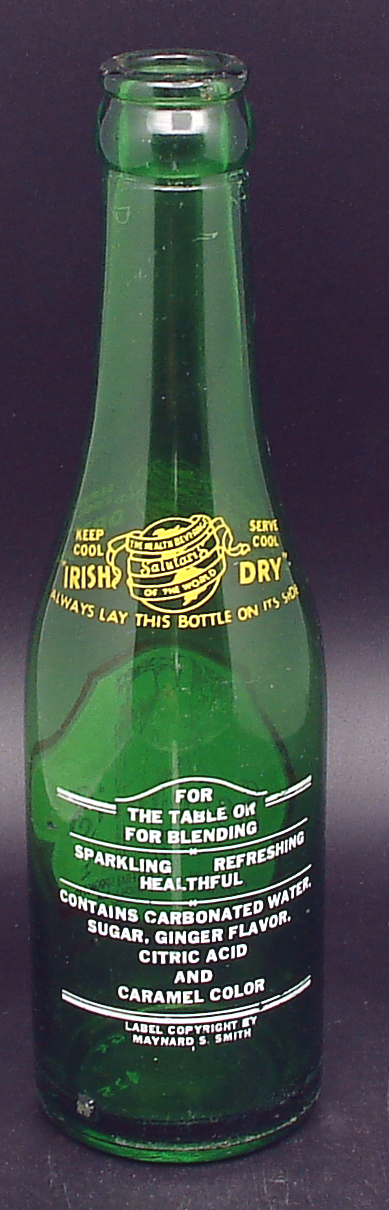 KEEP COOL
SERVE COOL
THE HEALTH BEVERAGE
Salutaris
OF THE WORLD
"IRISH DRY"
ALWAYS LAY THIS BOTTLE ON ITS SIDE
FOR
THE TABLE OR
FOR BLENDING
SPARKLING REFRESHING
HEALTHFUL
CONTAINS CARBONATED WATER,
SUGAR, GINGER FLAVOR,
CITRIC ACID
AND
CARAMEL COLOR
LABEL COPYRIGHT BY
MAYNARD S. SMITH